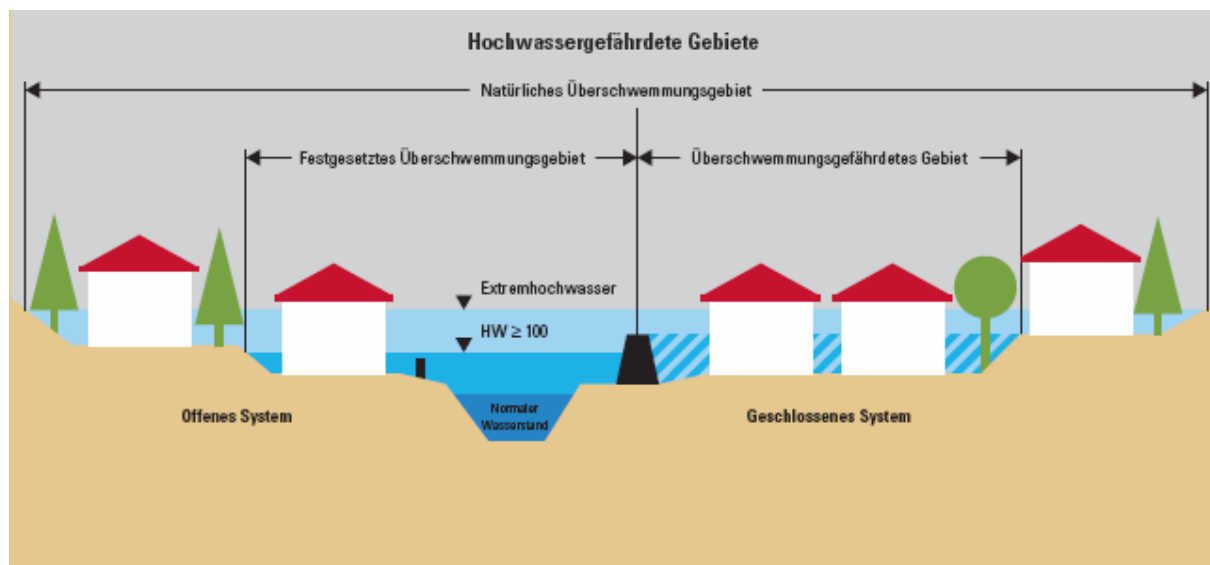 Hochwassergefährdete Gebiete
Natürliches Überschwemmungsgebiet
Festgesetztes Überschwemmungsgebiet
Überschwemmungsgefährdetes Gebiet
Extremhochwasser
HW ≥ 100
Offenes System
Normaler
Wasserstand
Geschlossenes System